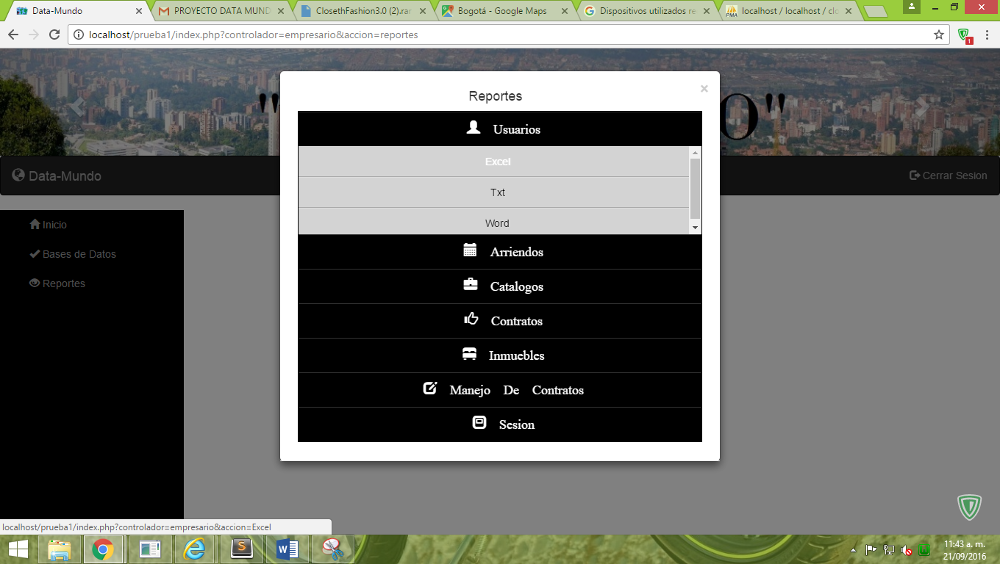 Data-Mundo
PROYECTO DATA MUND
ClosethFashion3.0 (2).rar
Bogotá - Google Maps
Dispositivos utilizados re
localhost / localhost / clo
PMA
localhost/prueba1/index.php?controlador=empresario&accion=reportes
1
"
O"
Reportes
×
Usuarios
Excel
Txt
Word
Arriendos
Catalogos
Contratos
Inmuebles
Manejo De Contratos
Sesion
Data-Mundo
Cerrar Sesion
Inicio
Bases de Datos
Reportes
localhost/prueba1/index.php?controlador=empresario&accion=Excel
11:43 a. m.
21/09/2016